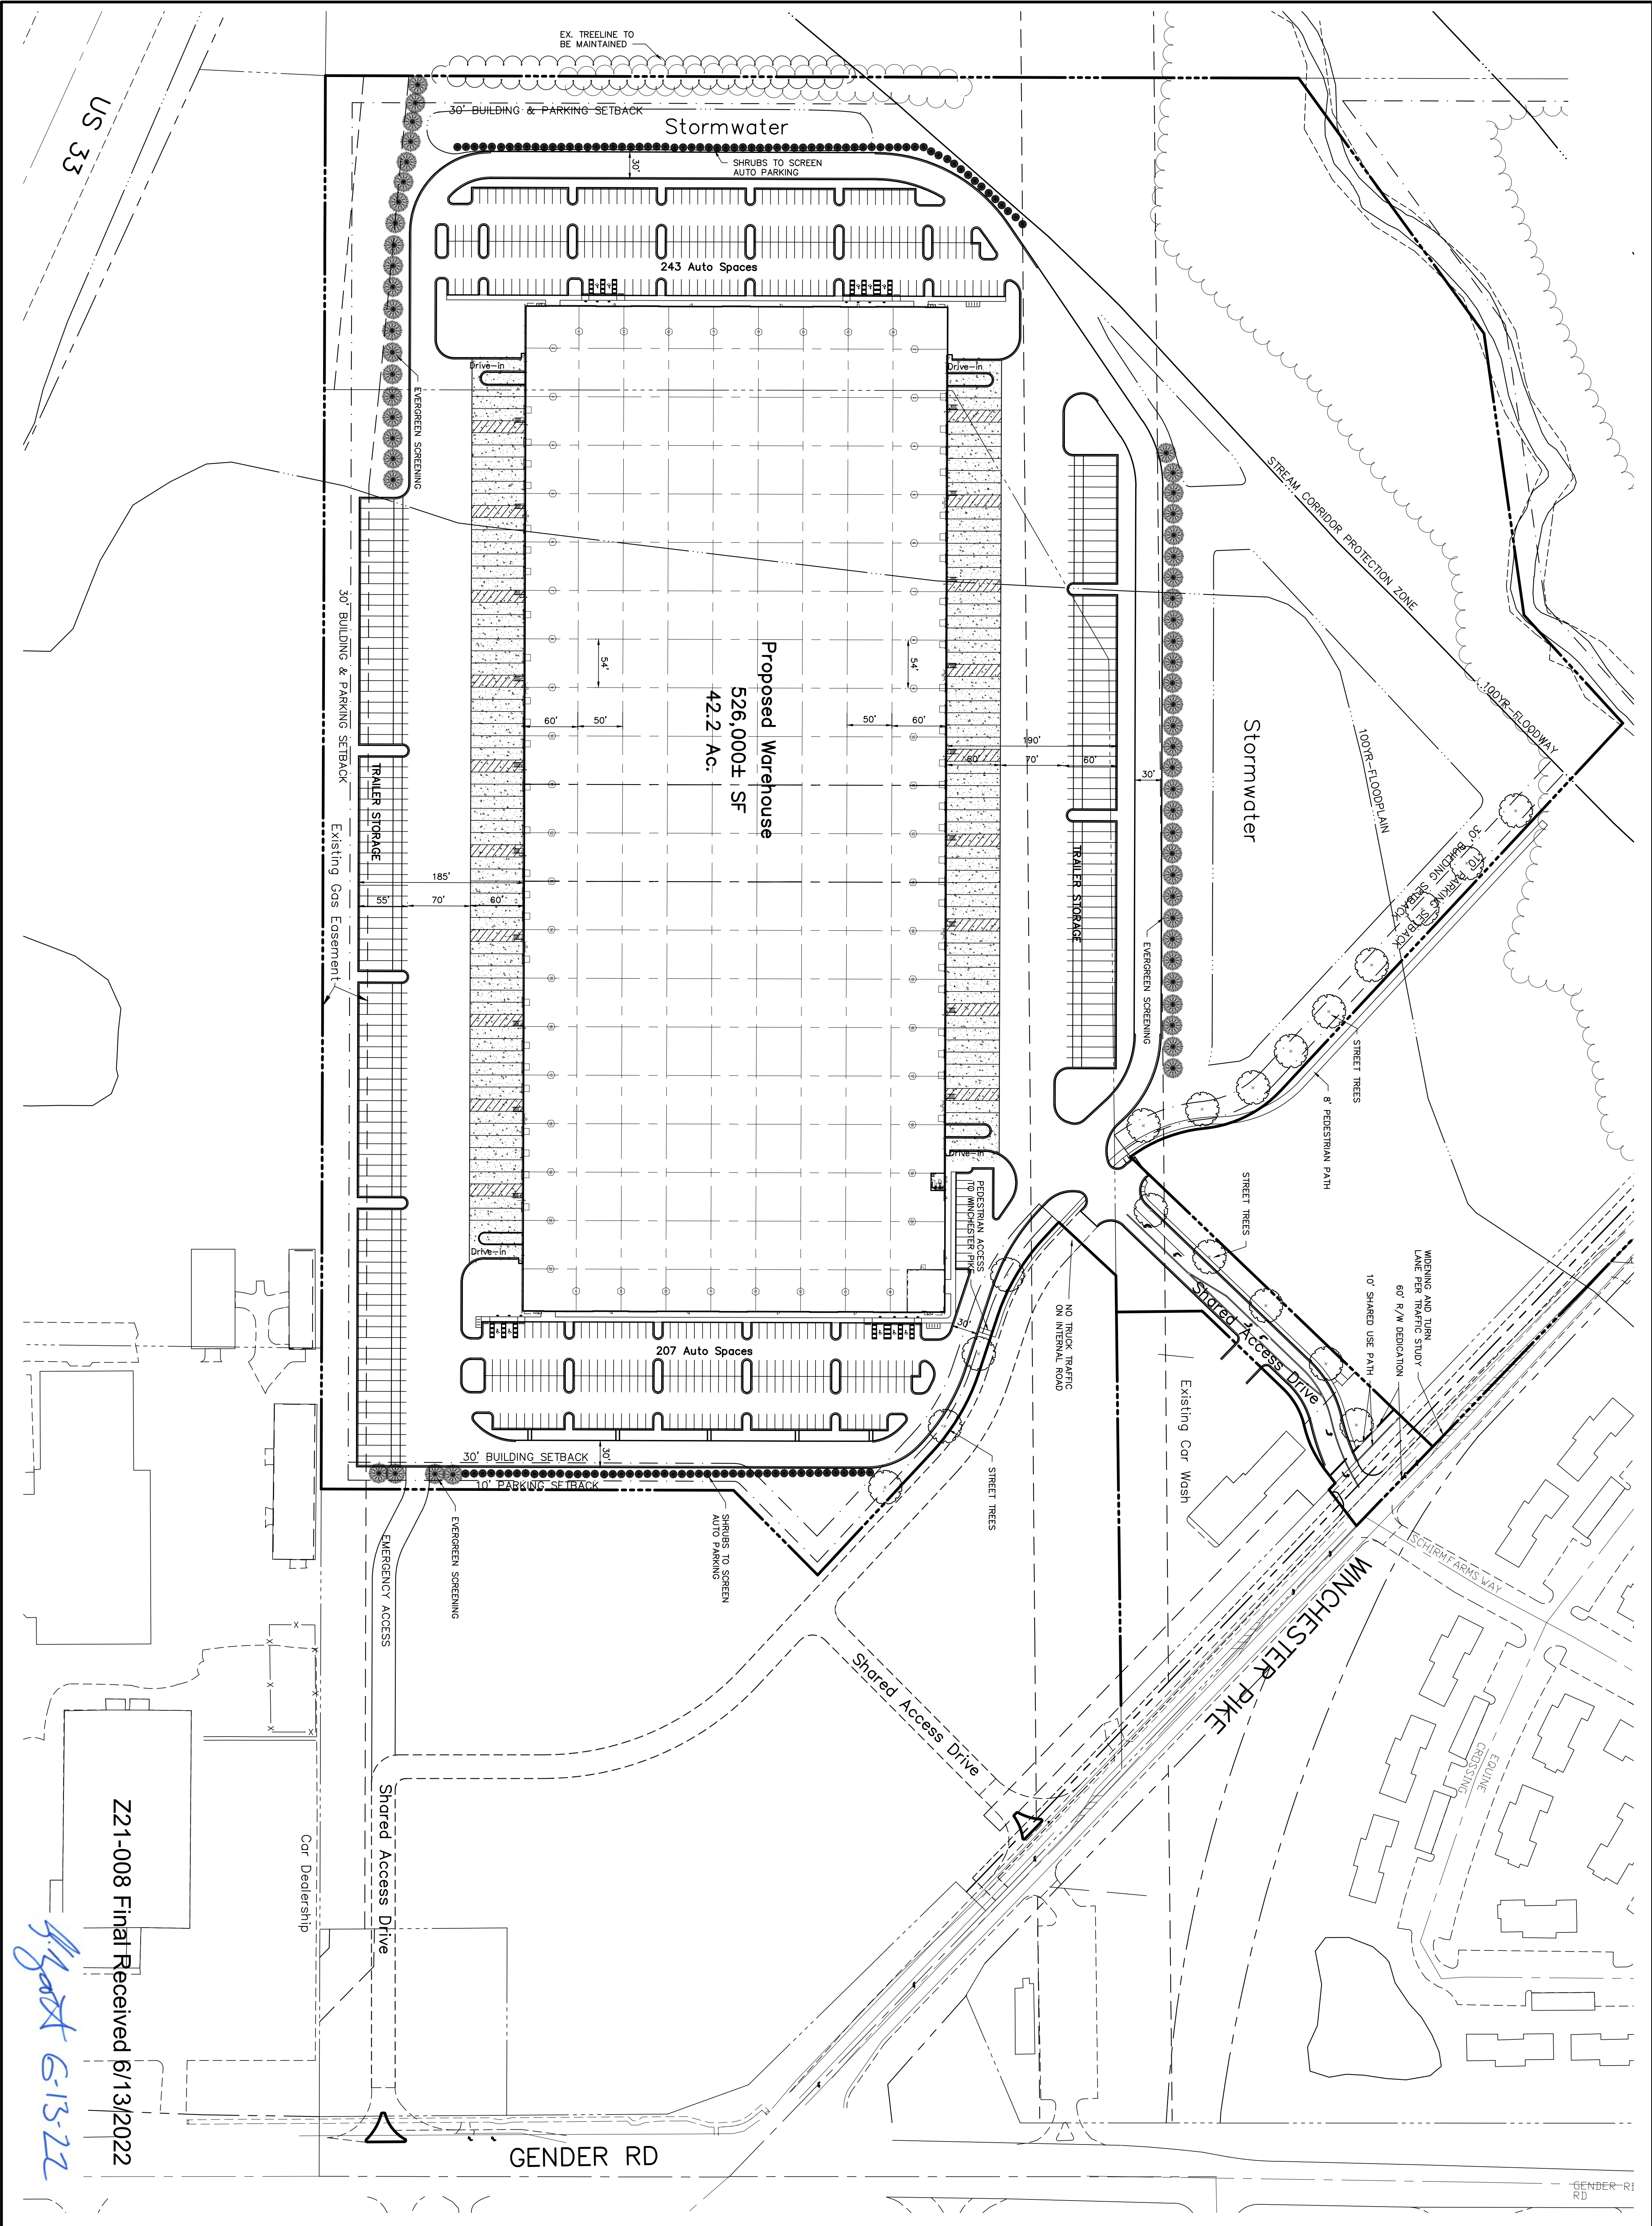 EX. TREELINE TO
BE MAINTAINED
US 33
30' BUILDING & PARKING SETBACK
Stormwater
30'
SHRUBS TO SCREEN
AUTO PARKING
243 Auto Spaces
EVERGREEN SCREENING
Drive-in
Drive-in
STREAM CORRIDOR PROTECTION ZONE
100YR-FLOODWAY
100YR-FLOODPLAIN
Stormwater
30' BUILDING & PARKING SETBACK
54'
54'
Proposed Warehouse
526,000± SF
42.2 Ac.
60'
50'
50'
60'
190'
60'
70'
60'
30'
TRAILER STORAGE
TRAILER STORAGE
Existing Gas Easement
185'
55'
70'
60'
10' PARKING SETBACK
30' BUILDING SETBACK
EVERGREEN SCREENING
STREET TREES
8' PEDESTRIAN PATH
STREET TREES
Drive-in
Drive-in
PEDESTRIAN ACCESS
TO WINCHESTER PIKE
NO TRUCK TRAFFIC
ON INTERNAL ROAD
Shared Access Drive
WIDENING AND TURN
LANE PER TRAFFIC STUDY
60' R/W DEDICATION
10' SHARED USE PATH
30'
207 Auto Spaces
Existing Car Wash
30' BUILDING SETBACK
30'
10' PARKING SETBACK
STREET TREES
SHRUBS TO SCREEN
AUTO PARKING
EVERGREEN SCREENING
EMERGENCY ACCESS
SCHIRM FARMS WAY
WINCHESTER PIKE
EQUINE
CROSSING
Shared Access Drive
Shared Access Drive
Car Dealership
GENDER RD
GENDER RD
RD
Z21-008 Final Received 6/13/2022
6-13-22